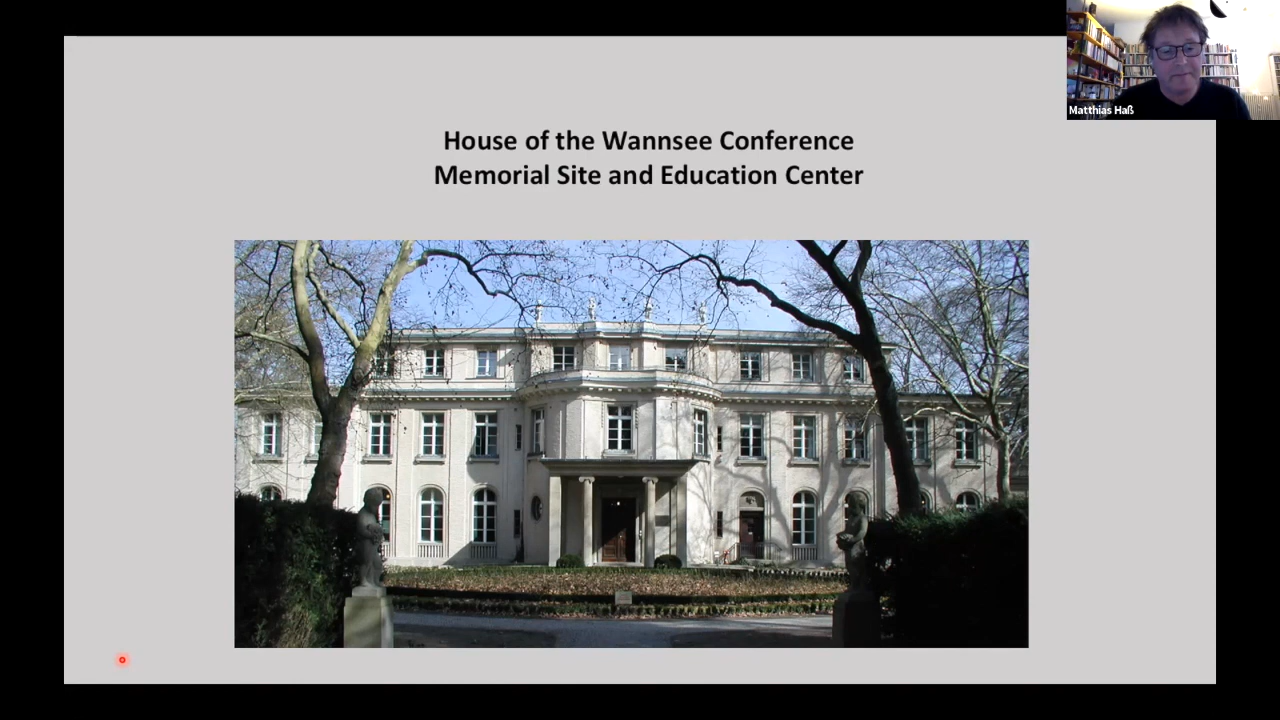 House of the Wannsee Conference
Memorial Site and Education Center
Matthias Haß